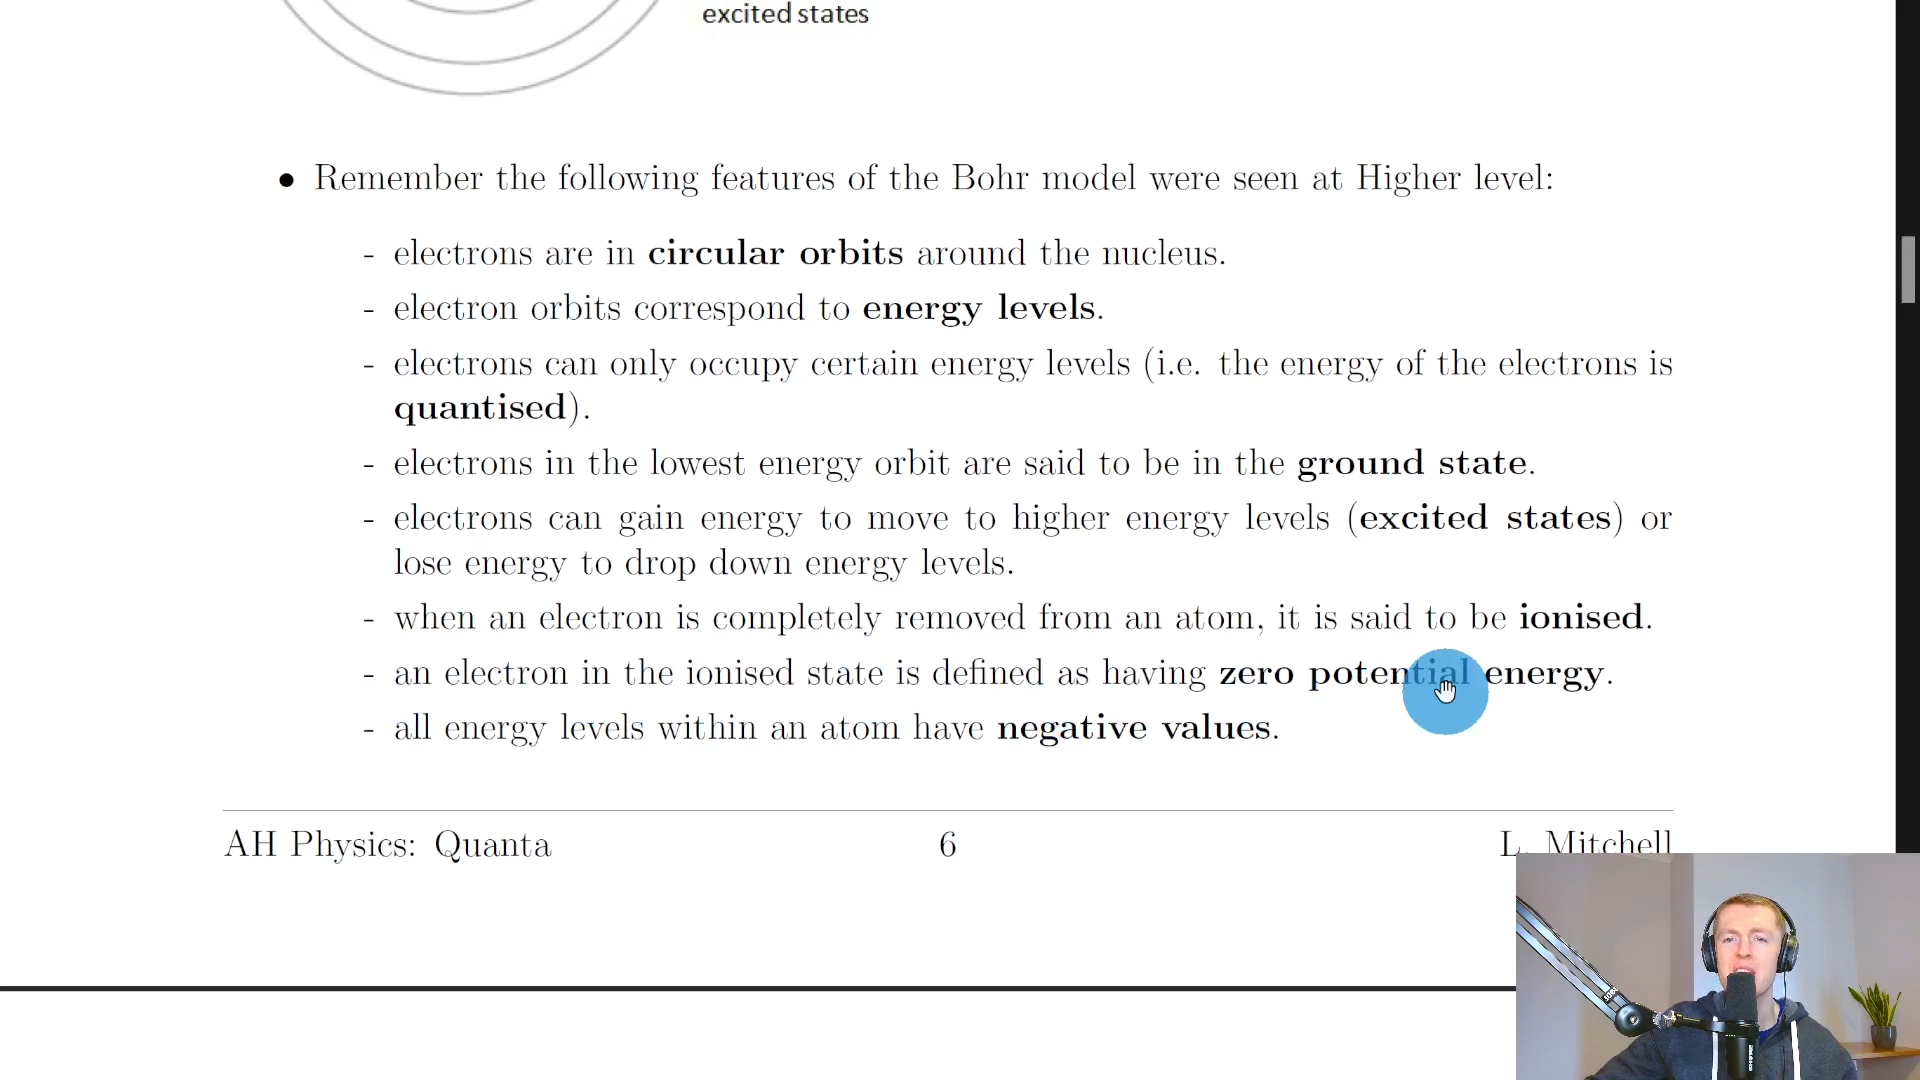 excited states
• Remember the following features of the Bohr model were seen at Higher level:
- electrons are in circular orbits around the nucleus.
- electron orbits correspond to energy levels.
- electrons can only occupy certain energy levels (i.e. the energy of the electrons is
quantised).
- electrons in the lowest energy orbit are said to be in the ground state.
- electrons can gain energy to move to higher energy levels (excited states) or
lose energy to drop down energy levels.
- when an electron is completely removed from an atom, it is said to be ionised.
- an electron in the ionised state is defined as having zero potential energy.
- all energy levels within an atom have negative values.
AH Physics: Quanta 6 L. Mitchell